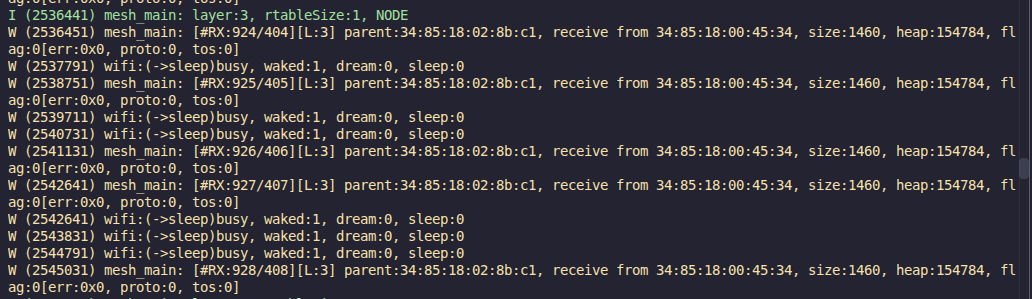 ag:0[err:0x0, proto:0, tos:0]
I (2536441) mesh_main: layer:3, rtableSize:1, NODE
W (2536451) mesh_main: [#RX:924/404][L:3] parent:34:85:18:02:8b:c1, receive from 34:85:18:00:45:34, size:1460, heap:154784, fl
ag:0[err:0x0, proto:0, tos:0]
W (2537791) wifi:(->sleep)busy, waked:1, dream:0, sleep:0
W (2538751) mesh_main: [#RX:925/405][L:3] parent:34:85:18:02:8b:c1, receive from 34:85:18:00:45:34, size:1460, heap:154784, fl
ag:0[err:0x0, proto:0, tos:0]
W (2539711) wifi:(->sleep)busy, waked:1, dream:0, sleep:0
W (2540731) wifi:(->sleep)busy, waked:1, dream:0, sleep:0
W (2541131) mesh_main: [#RX:926/406][L:3] parent:34:85:18:02:8b:c1, receive from 34:85:18:00:45:34, size:1460, heap:154784, fl
ag:0[err:0x0, proto:0, tos:0]
W (2542641) mesh_main: [#RX:927/407][L:3] parent:34:85:18:02:8b:c1, receive from 34:85:18:00:45:34, size:1460, heap:154784, fl
ag:0[err:0x0, proto:0, tos:0]
W (2542641) wifi:(->sleep)busy, waked:1, dream:0, sleep:0
W (2543831) wifi:(->sleep)busy, waked:1, dream:0, sleep:0
W (2544791) wifi:(->sleep)busy, waked:1, dream:0, sleep:0
W (2545031) mesh_main: [#RX:928/408][L:3] parent:34:85:18:02:8b:c1, receive from 34:85:18:00:45:34, size:1460, heap:154784, fl
ag:0[err:0x0, proto:0, tos:0]